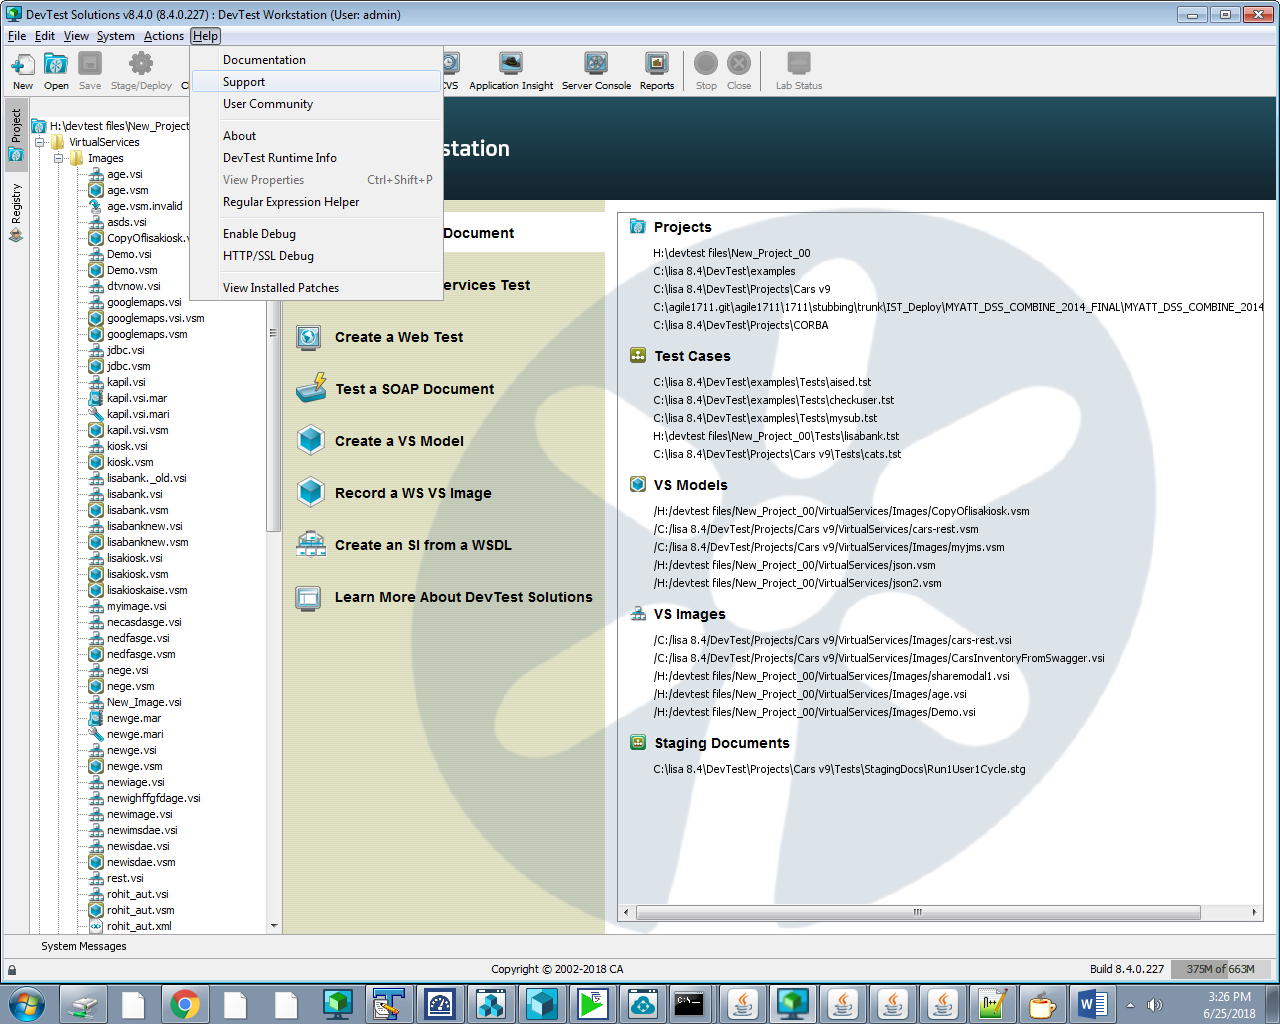 DevTest Solutions v8.4.0 (8.4.0.227) : DevTest Workstation (User: admin)
File Edit View System Actions Help
New Open Save Stage/Deploy
VS Application Insight Server Console Reports Stop Close Lab Status
Documentation
Support
User Community
About
DevTest Runtime Info
View Properties Ctrl+Shift+P
Regular Expression Helper
Enable Debug
HTTP/SSL Debug
View Installed Patches
Project
Registry
H:\devtest files\New_Project
VirtualServices
Images
age.vsi
age.vsm
age.vsm.invalid
asds.vsi
CopyOflisakiosk.v
Demo.vsi
Demo.vsm
dtvnow.vsi
googlemaps.vsi
googlemaps.vsi.vsm
googlemaps.vsm
jdbc.vsi
jdbc.vsm
kapil.vsi
kapil.vsi.mar
kapil.vsi.mari
kapil.vsi.vsm
kiosk.vsi
kiosk.vsm
lisabank._old.vsi
lisabank.vsi
lisabank.vsm
lisabanknew.vsi
lisabanknew.vsm
lisakiosk.vsi
lisakiosk.vsm
lisakioskaise.vsm
myimage.vsi
necasdasge.vsi
nedfasge.vsi
nedfasge.vsm
nege.vsi
nege.vsm
New_Image.vsi
newge.mar
newge.mari
newge.vsi
newge.vsm
newiage.vsi
newighffgfdage.vsi
newimage.vsi
newimsdae.vsi
newisdae.vsi
newisdae.vsm
rest.vsi
rohit_aut.vsi
rohit_aut.vsm
rohit_aut.xml
station
Document
services Test
Create a Web Test
Test a SOAP Document
Create a VS Model
Record a WS VS Image
Create an SI from a WSDL
Learn More About DevTest Solutions
Projects
H:\devtest files\New_Project_00
C:\lisa 8.4\DevTest\examples
C:\lisa 8.4\DevTest\Projects\Cars v9
C:\agile1711.git\agile1711\1711\stubbing\trunk\IST_Deploy\MYATT_DSS_COMBINE_2014_FINAL\MYATT_DSS_COMBINE_2014
C:\lisa 8.4\DevTest\Projects\CORBA
Test Cases
C:\lisa 8.4\DevTest\examples\Tests\aised.tst
C:\lisa 8.4\DevTest\examples\Tests\checkuser.tst
C:\lisa 8.4\DevTest\examples\Tests\mysub.tst
H:\devtest files\New_Project_00\Tests\lisabank.tst
C:\lisa 8.4\DevTest\Projects\Cars v9\Tests\cats.tst
VS Models
/H:/devtest files/New_Project_00/VirtualServices/Images/CopyOflisakiosk.vsm
/C:/lisa 8.4/DevTest/Projects/Cars v9/VirtualServices/cars-rest.vsm
/C:/lisa 8.4/DevTest/Projects/Cars v9/VirtualServices/Images/myjms.vsm
/H:/devtest files/New_Project_00/VirtualServices/json.vsm
/H:/devtest files/New_Project_00/VirtualServices/json2.vsm
VS Images
/C:/lisa 8.4/DevTest/Projects/Cars v9/VirtualServices/Images/cars-rest.vsi
/C:/lisa 8.4/DevTest/Projects/Cars v9/VirtualServices/Images/CarsInventoryFromSwagger.vsi
/H:/devtest files/New_Project_00/VirtualServices/Images/sharemodal1.vsi
/H:/devtest files/New_Project_00/VirtualServices/Images/age.vsi
/H:/devtest files/New_Project_00/VirtualServices/Images/Demo.vsi
Staging Documents
C:\lisa 8.4\DevTest\Projects\Cars v9\Tests\StagingDocs\Run1User1Cycle.stg
System Messages
Copyright © 2002-2018 CA
Build 8.4.0.227 375M of 663M
3:26 PM
6/25/2018